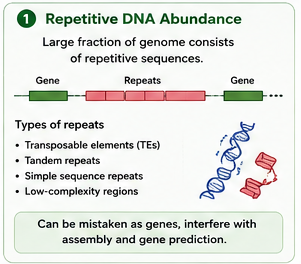 1 Repetitive DNA Abundance
Large fraction of genome consists
of repetitive sequences.
Gene Repeats Gene
Types of repeats
• Transposable elements (TEs)
• Tandem repeats
• Simple sequence repeats
• Low-complexity regions
Can be mistaken as genes, interfere with
assembly and gene prediction.